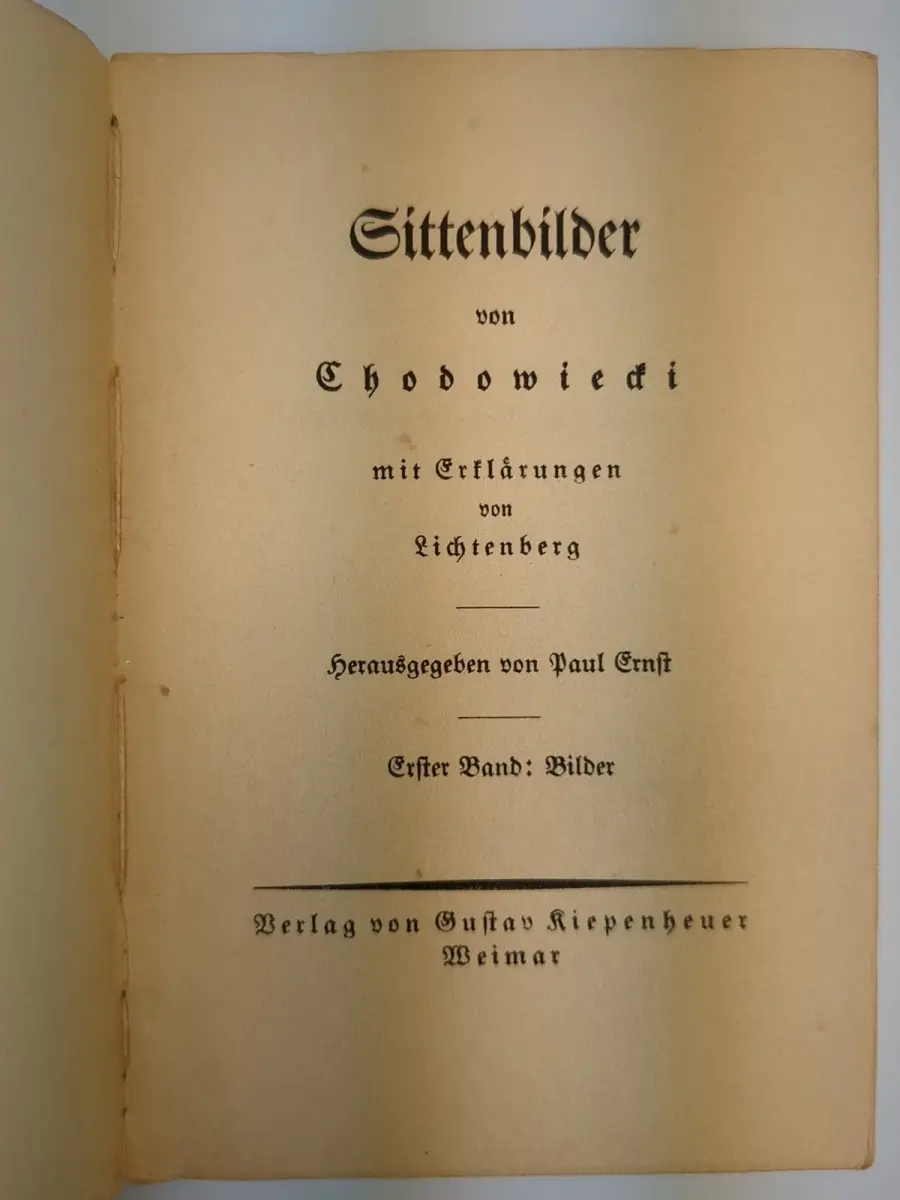 Sittenbilder
von
Chodowiecki
mit Erklärungen
von
Lichtenberg
Herausgegeben von Paul Ernst
Erster Band: Bilder
Verlag von Gustav Kiepenheuer
Weimar